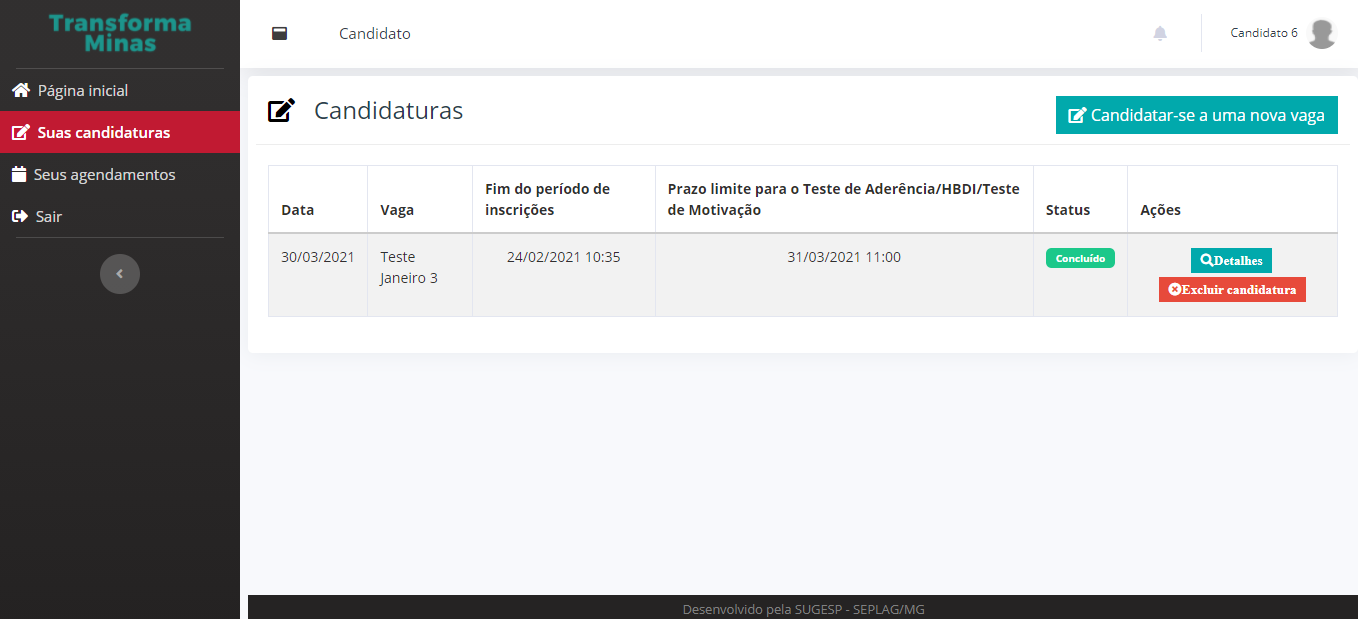 Transforma
Minas
Página inicial
Suas candidaturas
Seus agendamentos
Sair
Candidato
Candidato 6
Candidaturas
Candidatar-se a uma nova vaga
Data
Vaga
Fim do período de
inscrições
Prazo limite para o Teste de Aderência/HBDI/Teste
de Motivação
Status
Ações
30/03/2021
Teste
Janeiro 3
24/02/2021 10:35
31/03/2021 11:00
Concluído
Detalhes
Excluir candidatura
Desenvolvido pela SUGESP - SEPLAG/MG